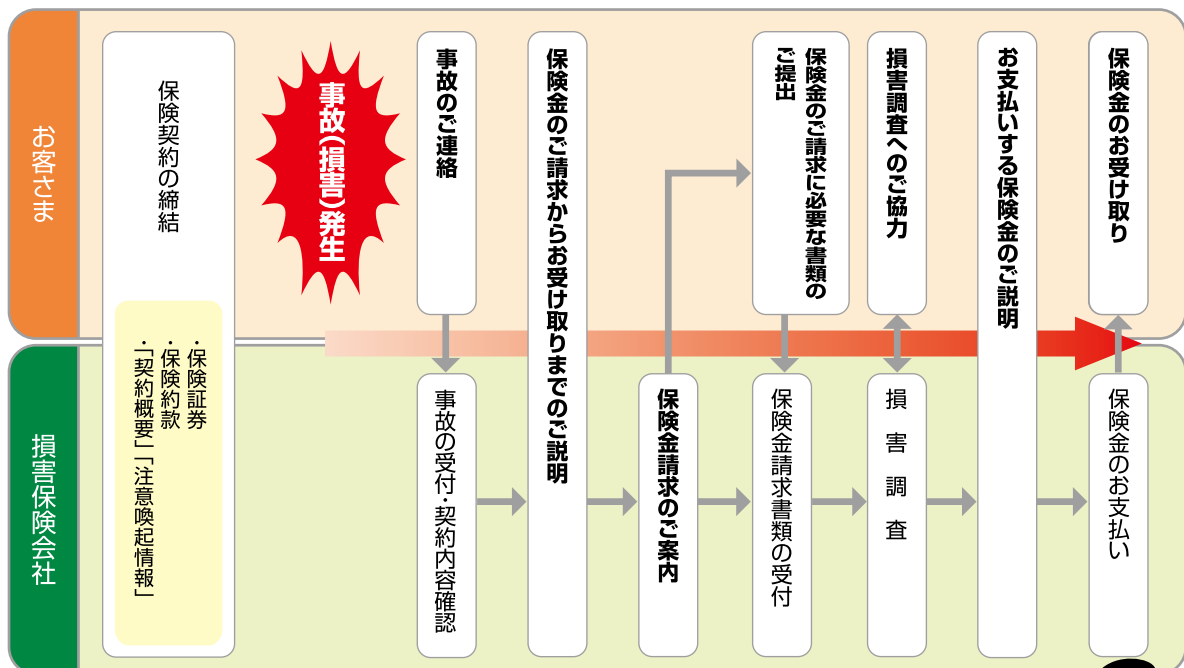 お客さま
損害保険会社
保険契約の締結
・保険証券
・保険約款
・「契約概要」「注意喚起情報」
事故(損害)発生
事故のご連絡
事故の受付・契約内容確認
保険金のご請求からお受け取りまでのご説明
保険金請求のご案内
保険金のご請求に必要な書類の
ご提出
保険金請求書類の受付
損害調査へのご協力
損害調査
お支払いする保険金のご説明
保険金のお受け取り
保険金のお支払い